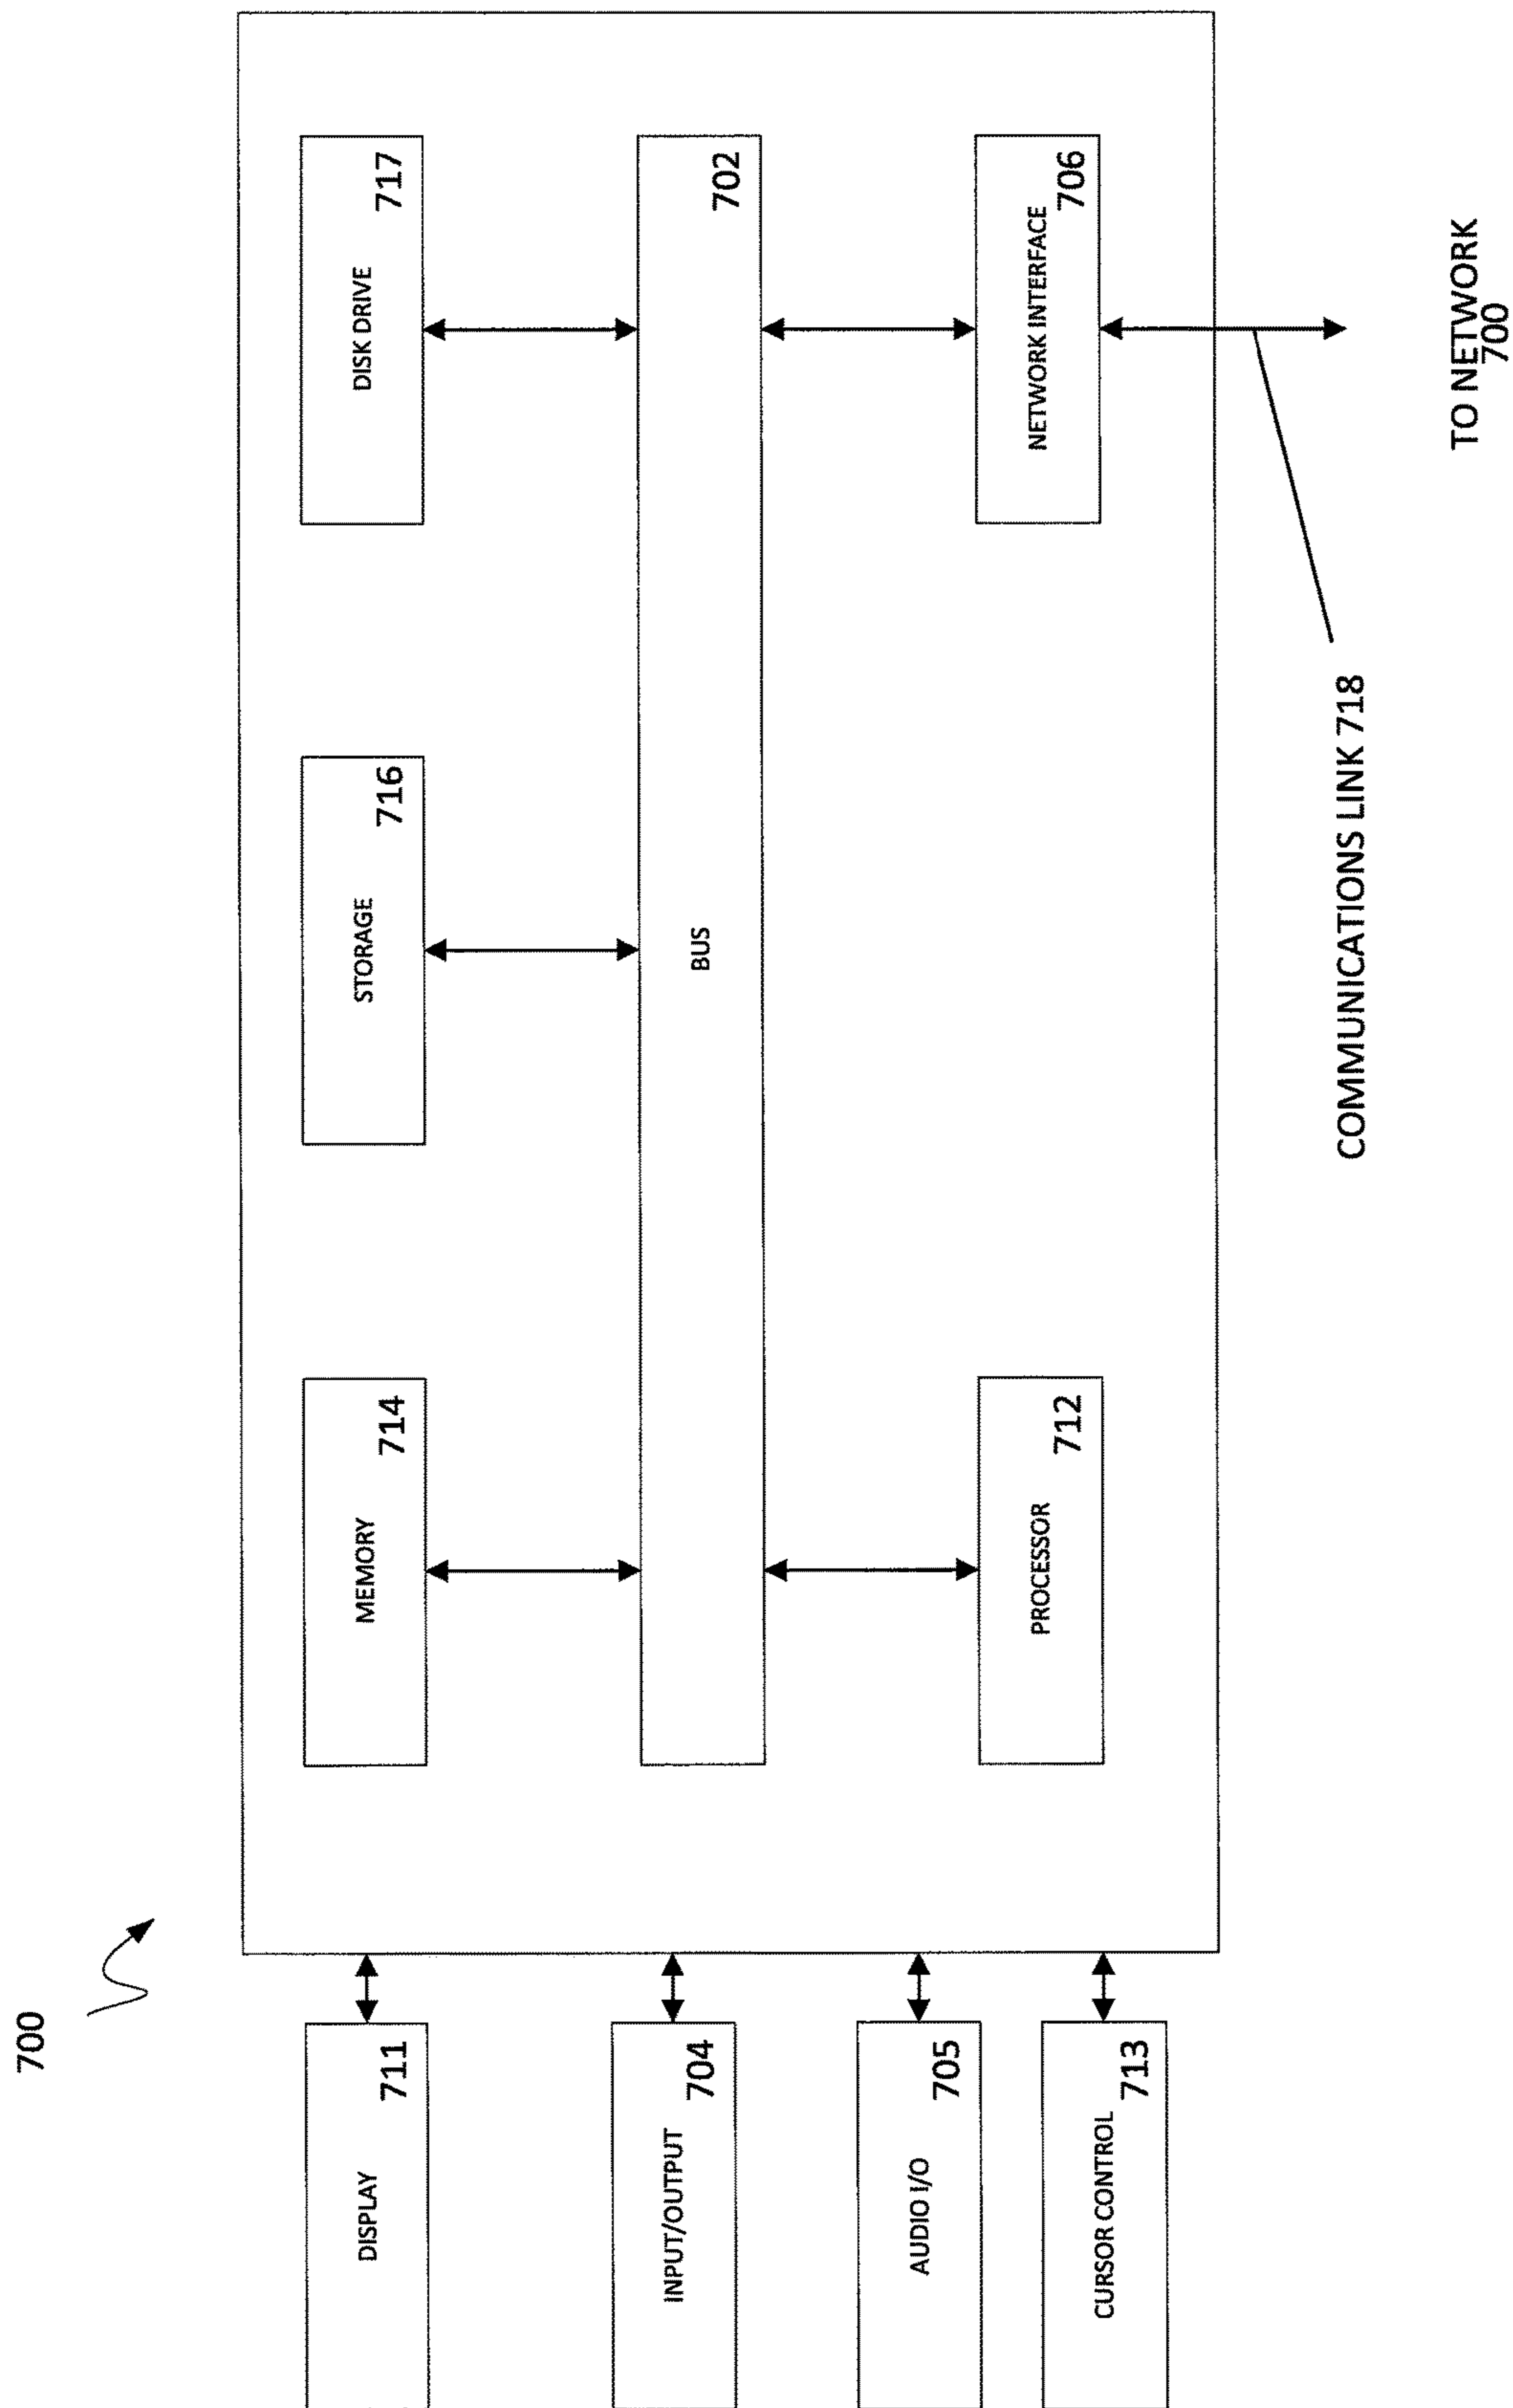 700
DISPLAY
711
INPUT/OUTPUT
704
AUDIO I/O
705
CURSOR CONTROL
713
MEMORY
714
STORAGE
716
DISK DRIVE
717
BUS
702
PROCESSOR
712
NETWORK INTERFACE
706
COMMUNICATIONS LINK 718
TO NETWORK
700